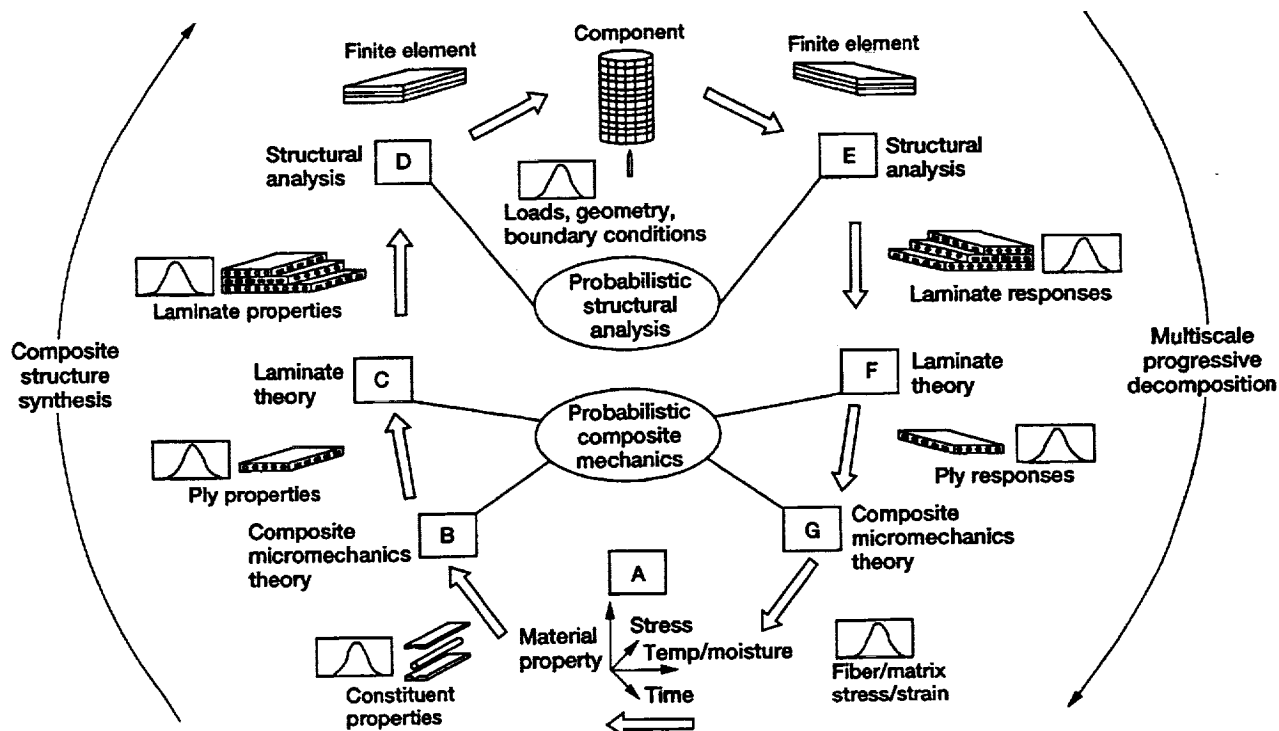 Component
Finite element
Finite element
Structural
analysis
D
E
Structural
analysis
Loads, geometry,
boundary conditions
Probabilistic
structural
analysis
Laminate properties
Laminate responses
Composite
structure
synthesis
Multiscale
progressive
decomposition
Laminate
theory
C
F
Laminate
theory
Probabilistic
composite
mechanics
Ply properties
Ply responses
Composite
micromechanics
theory
B
G
Composite
micromechanics
theory
A
Material
property
Stress
Temp/moisture
Time
Constituent
properties
Fiber/matrix
stress/strain